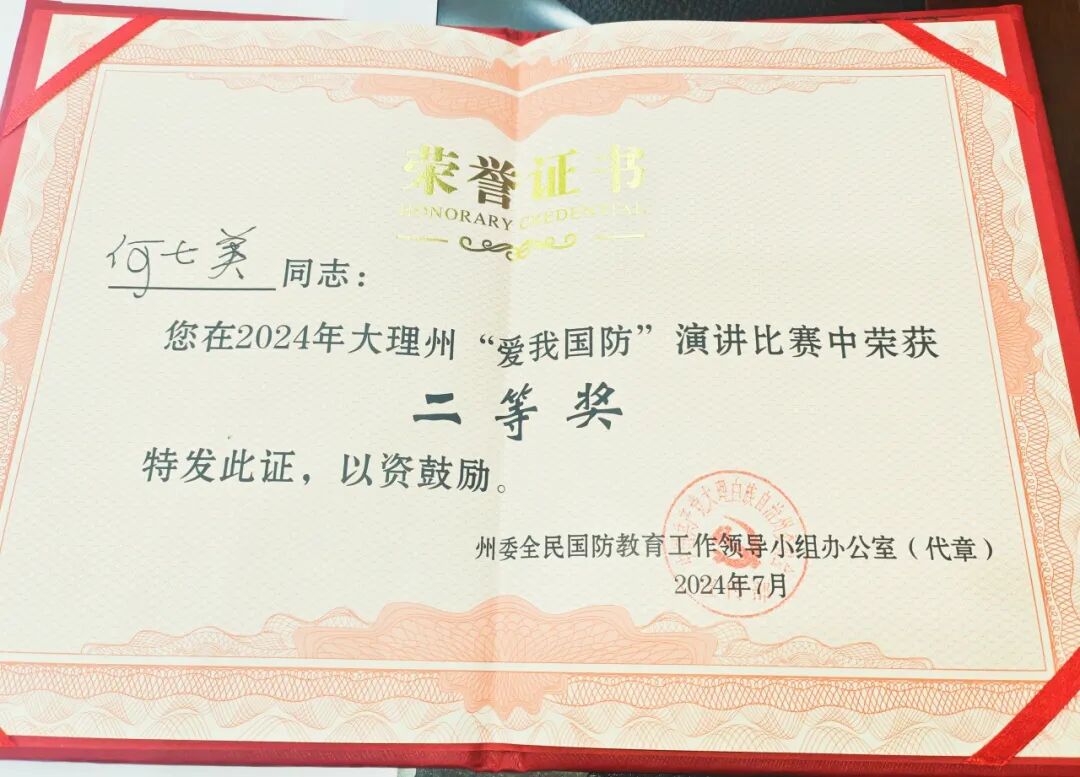 荣誉证书
HONORARY CREDENTIAL
何七美同志：
您在2024年大理州“爱我国防”演讲比赛中荣获
二等奖
特发此证，以资鼓励。
州委全民国防教育工作领导小组办公室（代章）
2024年7月